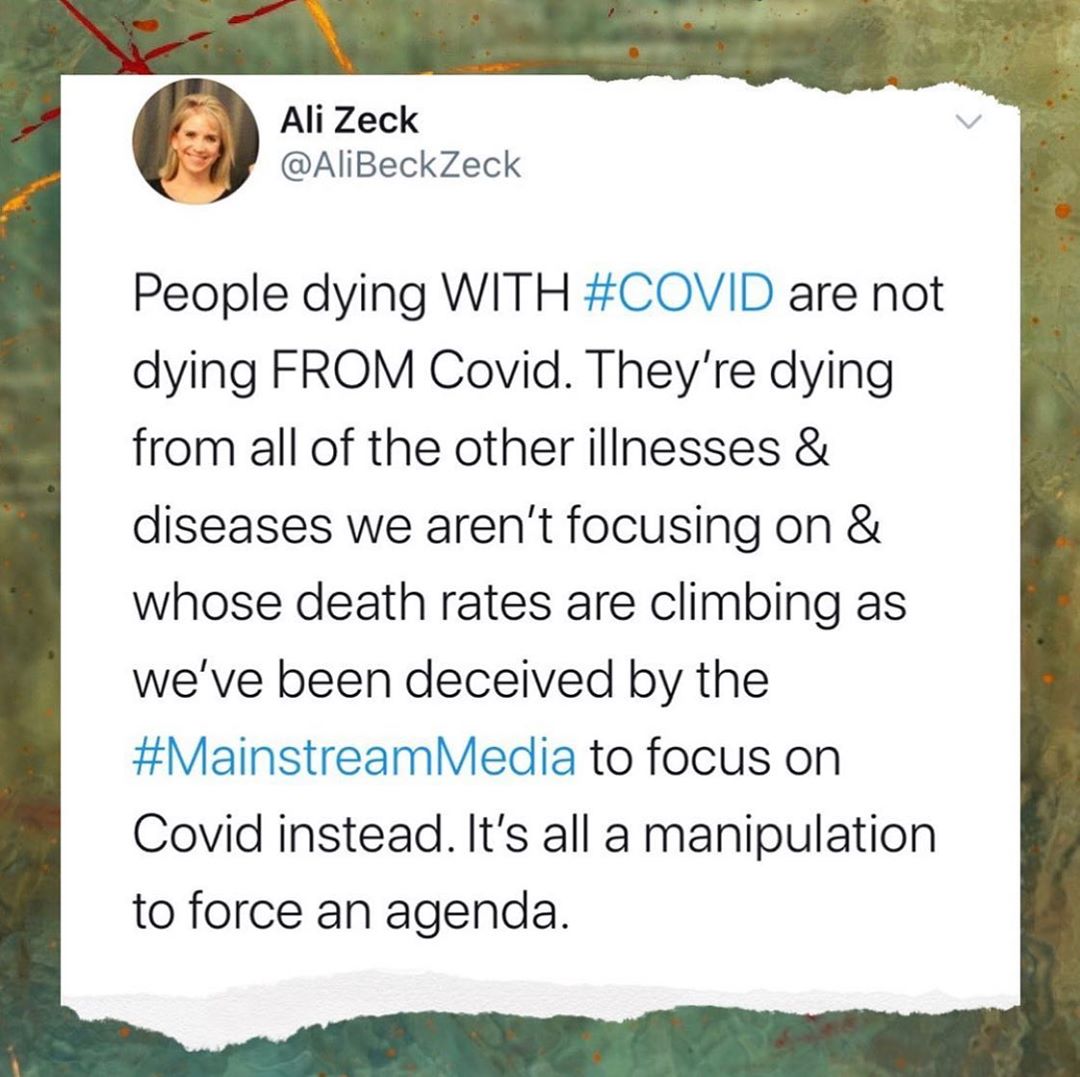 Ali Zeck
@AliBeckZeck
People dying WITH #COVID are not
dying FROM Covid. They're dying
from all of the other illnesses &
diseases we aren't focusing on &
whose death rates are climbing as
we've been deceived by the
#MainstreamMedia to focus on
Covid instead. It's all a manipulation
to force an agenda.